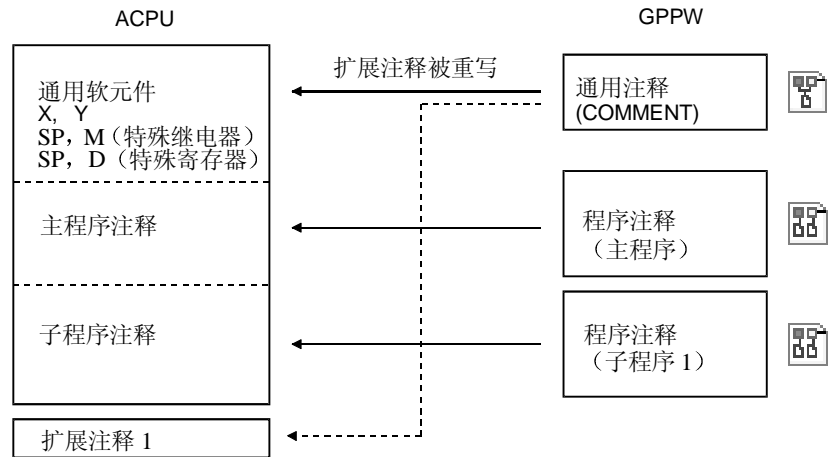 ACPU
GPPW
扩展注释被重写
通用软元件
X, Y
SP，M（特殊继电器）
SP，D（特殊寄存器）
通用注释
(COMMENT)
主程序注释
程序注释
（主程序）
子程序注释
程序注释
（子程序 1）
扩展注释 1